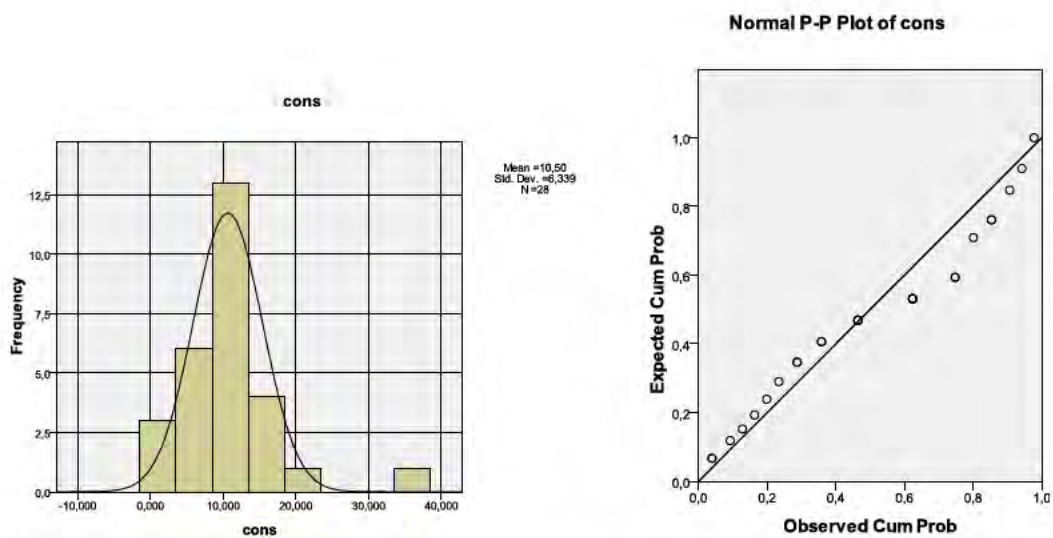 cons
Mean =10,50
Std. Dev. =6,339
N =28
Frequency
12,5
10,0
7,5
5,0
2,5
0,0
-10,000 0,000 10,000 20,000 30,000 40,000
cons
Normal P-P Plot of cons
Expected Cum Prob
1,0
0,8
0,6
0,4
0,2
0,0
0,0 0,2 0,4 0,6 0,8 1,0
Observed Cum Prob